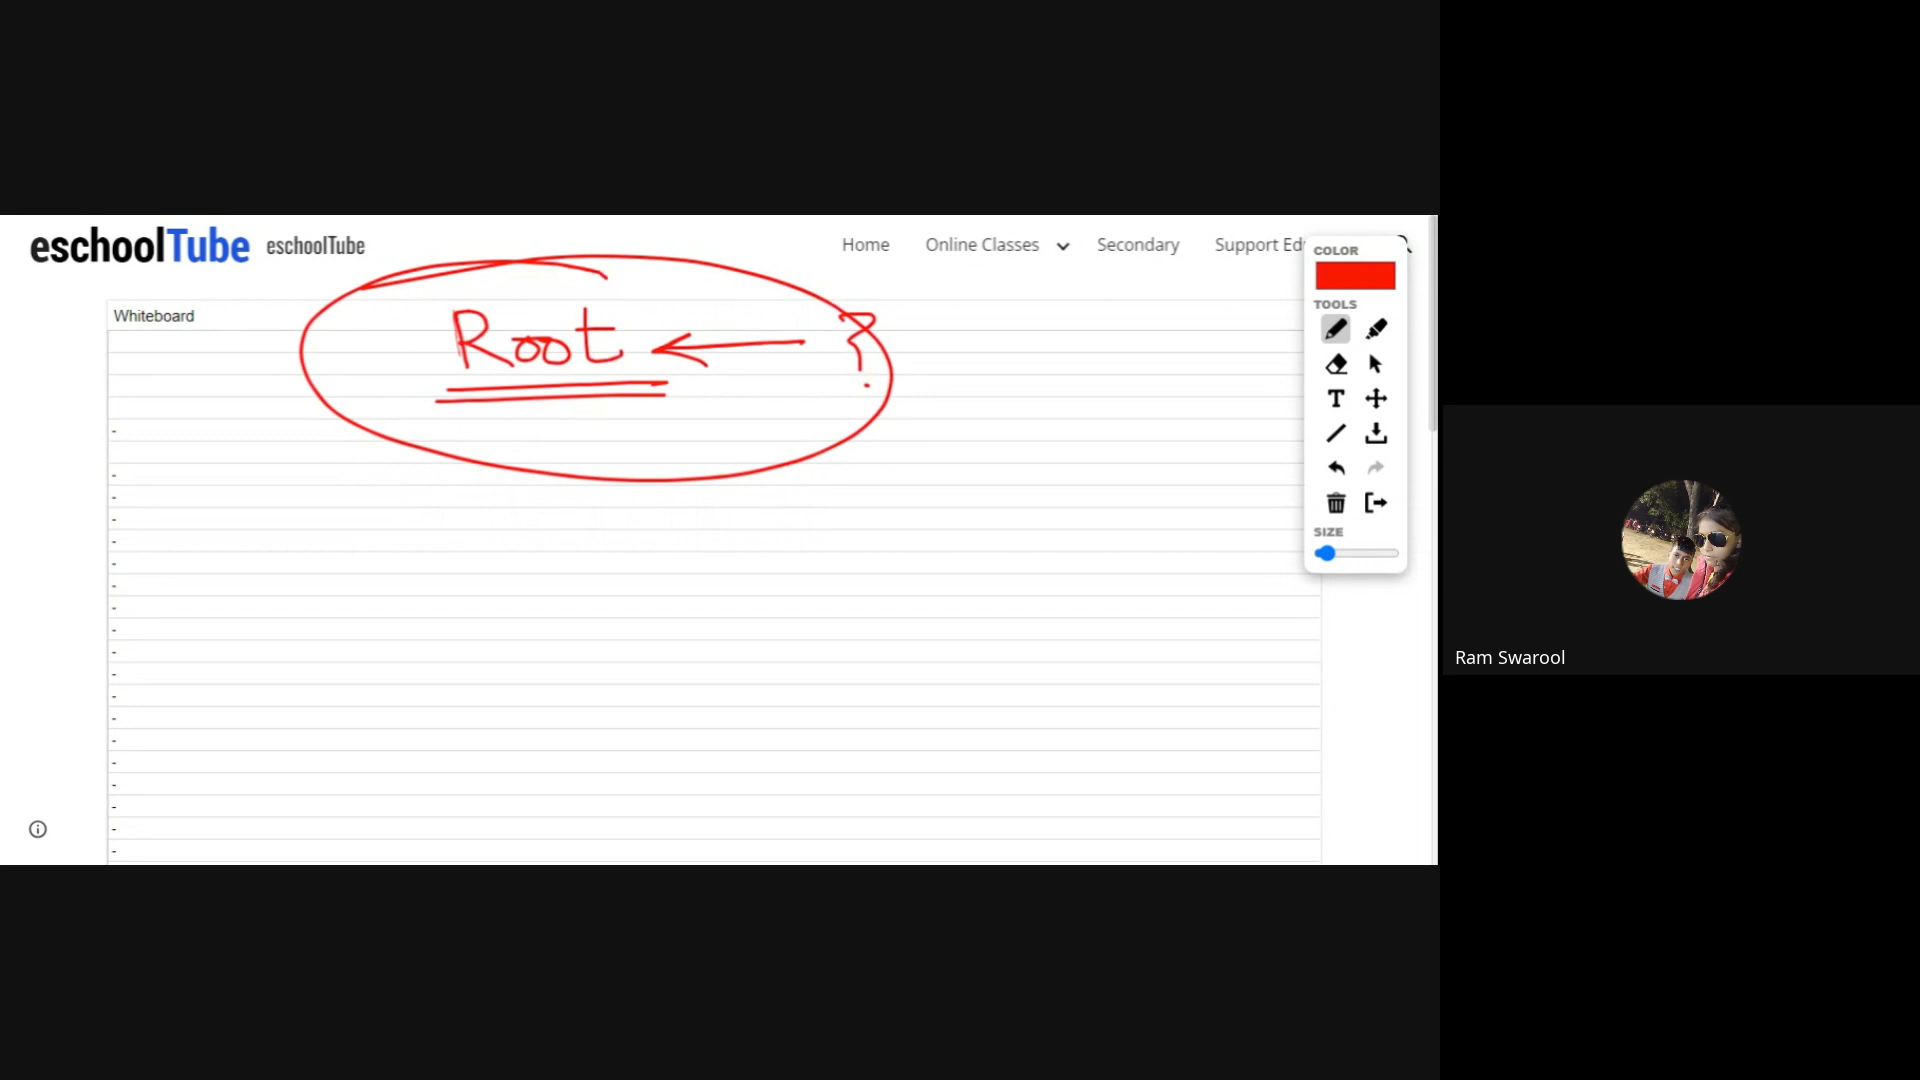 eschoolTube eschoolTube Home Online Classes Secondary Support Ed
COLOR
Whiteboard
TOOLS
Root ← ?
T
SIZE
Ram Swarool